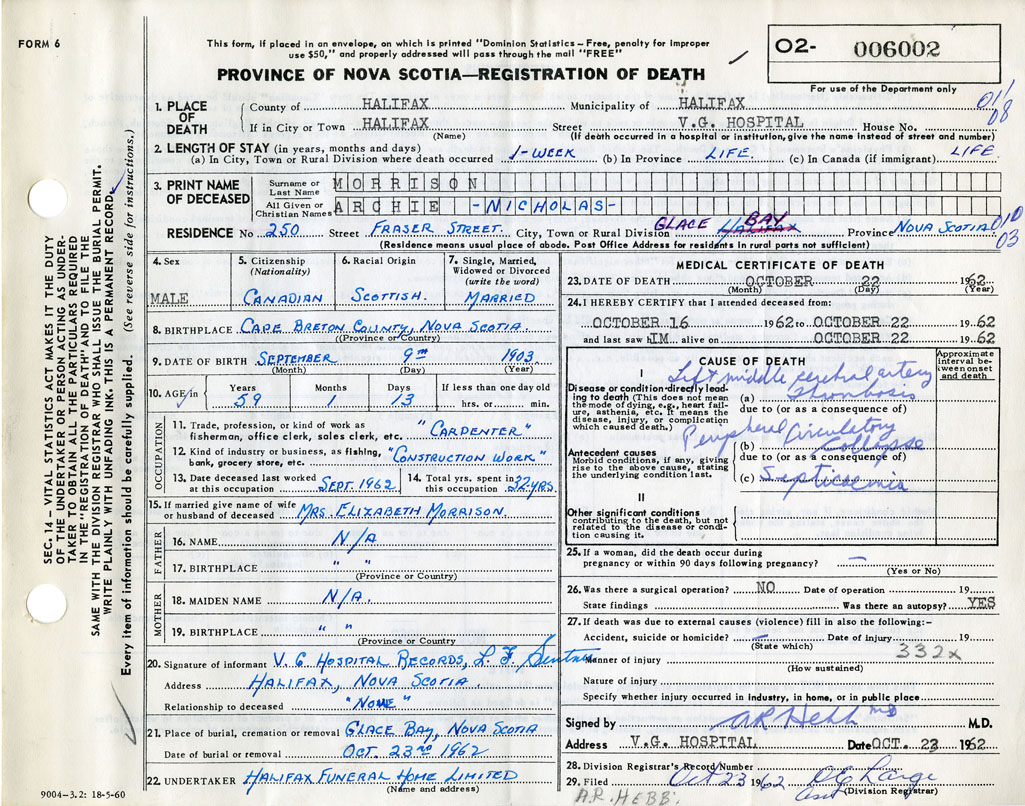 FORM 6
This form, if placed in an envelope, on which is printed "Dominion Statistics – Free, penalty for improper
use $50," and properly addressed will pass through the mail "FREE"
PROVINCE OF NOVA SCOTIA—REGISTRATION OF DEATH
02- 006002
For use of the Department only
011/08
SEC. 14 – VITAL STATISTICS ACT MAKES IT THE DUTY
OF THE UNDERTAKER OR PERSON ACTING AS UNDER-
TAKER TO OBTAIN ALL THE PARTICULARS REQUIRED
IN THE "REGISTRATION OF DEATH" AND TO FILE THE
SAME WITH THE DIVISION REGISTRAR WHO SHALL ISSUE THE BURIAL PERMIT.
WRITE PLAINLY WITH UNFADING INK. THIS IS A PERMANENT RECORD.
Every item of information should be carefully supplied. (See reverse side for instructions.)
1. PLACE OF DEATH
County of HALIFAX Municipality of HALIFAX
If in City or Town HALIFAX Street V.G. HOSPITAL House No.
(Name) (If death occurred in a hospital or institution, give the name instead of street and number)
2. LENGTH OF STAY (in years, months and days)
(a) In City, Town or Rural Division where death occurred 1-WEEK (b) In Province LIFE. (c) In Canada (if immigrant) LIFE
3. PRINT NAME OF DECEASED
Surname or Last Name MORRISON
All Given or Christian Names ARCHIE -NICHOLAS-
RESIDENCE No 250 Street FRASER STREET. City, Town or Rural Division GLACE BAY HALIFAX Province NOVA SCOTIA 010/03
(Residence means usual place of abode. Post Office Address for residents in rural parts not sufficient)
4. Sex
MALE
5. Citizenship
(Nationality)
CANADIAN
6. Racial Origin
SCOTTISH.
7. Single, Married,
Widowed or Divorced
(write the word)
MARRIED
8. BIRTHPLACE CAPE BRETON COUNTY, NOVA SCOTIA.
(Province or Country)
9. DATE OF BIRTH SEPTEMBER 9TH 1903
(Month) (Day) (Year)
10. AGE in Years Months Days If less than one day old
59 1 13 hrs. or min.
OCCUPATION
11. Trade, profession, or kind of work as
fisherman, office clerk, sales clerk, etc. "CARPENTER"
12. Kind of industry or business, as fishing,
bank, grocery store, etc. "CONSTRUCTION WORK"
13. Date deceased last worked
at this occupation SEPT. 1962
14. Total yrs. spent in
this occupation 32 YRS.
15. If married give name of wife
or husband of deceased MRS. ELIZABETH MORRISON.
FATHER
16. NAME N/A
17. BIRTHPLACE " "
(Province or Country)
MOTHER
18. MAIDEN NAME N/A.
19. BIRTHPLACE " "
(Province or Country
20. Signature of informant V. G. HOSPITAL RECORDS, L. F.
Address HALIFAX, NOVA SCOTIA.
Relationship to deceased "NONE"
21. Place of burial, cremation or removal GLACE BAY, NOVA SCOTIA
Date of burial or removal OCT. 23RD 1962
22. UNDERTAKER HALIFAX FUNERAL HOME LIMITED
(Name and address)
MEDICAL CERTIFICATE OF DEATH
23. DATE OF DEATH OCTOBER 22 1962
(Month) (Day) (Year)
24. I HEREBY CERTIFY that I attended deceased from:
OCTOBER 16 1962 to OCTOBER 22 1962
and last saw hIM alive on OCTOBER 22 1962
CAUSE OF DEATH
Approximate
interval be-
tween onset
and death
I
Disease or condition directly lead-
ing to death (This does not mean
the mode of dying, e.g., heart fail-
ure, asthenia, etc. It means the
disease, injury, or complication
which caused death.)
(a) Left middle cerebral artery
thrombosis
due to (or as a consequence of)
Antecedent causes
Morbid conditions, if any, giving
rise to the above cause, stating
the underlying condition last.
(b) Peripheral Circulatory
Collapse
due to (or as a consequence of)
(c) Septicaemia
II
Other significant conditions
contributing to the death, but not
related to the disease or condi-
tion causing it.
25. If a woman, did the death occur during
pregnancy or within 90 days following pregnancy? —
(Yes or No)
26. Was there a surgical operation? NO Date of operation 19
State findings Was there an autopsy? YES
27. If death was due to external causes (violence) fill in also the following:–
Accident, suicide or homicide? — Date of injury 19
(State which)
332x
Manner of injury
(How sustained)
Nature of injury
Specify whether injury occurred in industry, in home, or in public place
Signed by A R Hebb MD M.D.
Address V.G. HOSPITAL Date OCT. 23 1962
28. Division Registrar's Record Number
29. Filed Oct 23 1962
(Division Registrar)
A.R. HEBB.
9004–3.2: 18-5-60